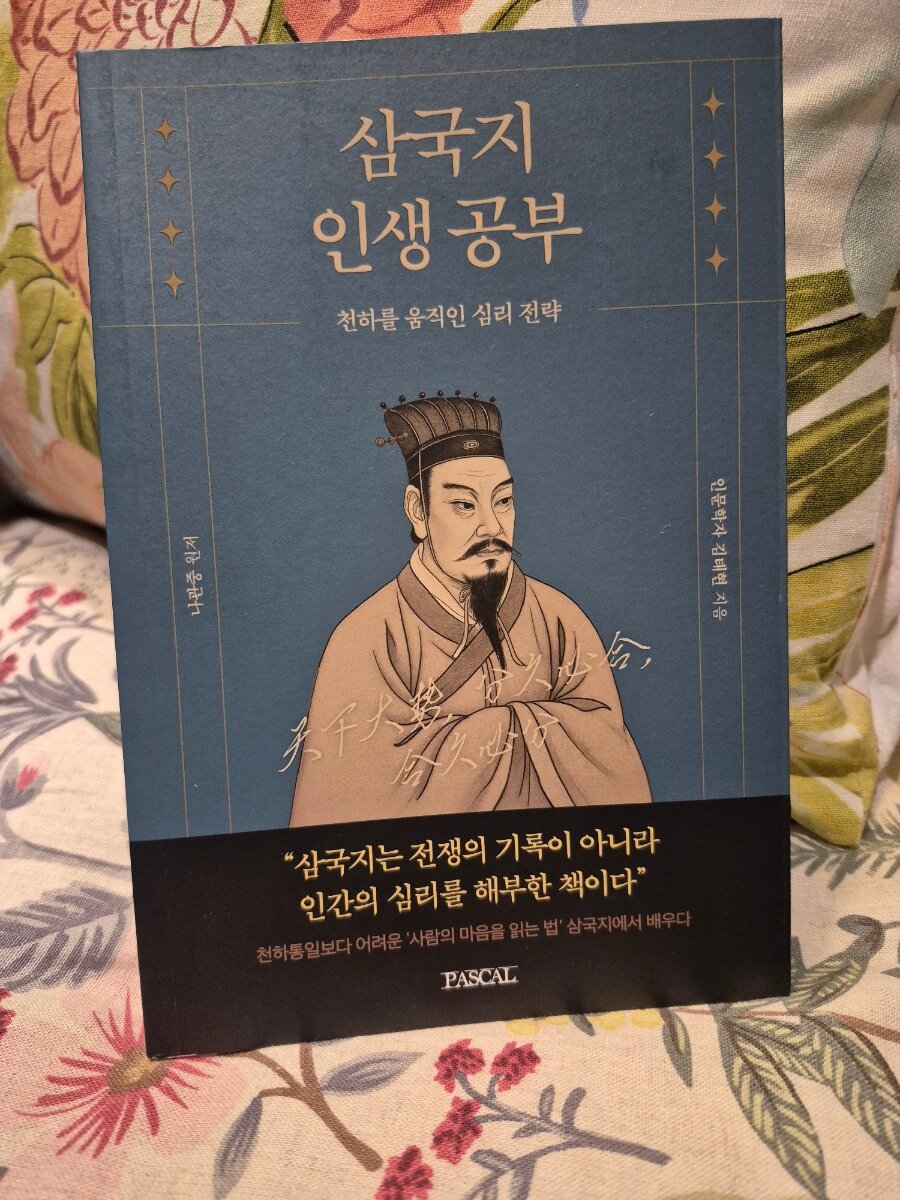 삼국지
인생 공부
천하를 움직인 심리 전략
나관중 원저
인문학자 김태현 지음
天下大勢, 分久必合,
合久必分
“삼국지는 전쟁의 기록이 아니라
인간의 심리를 해부한 책이다”
천하통일보다 어려운 ‘사람의 마음을 읽는 법’ 삼국지에서 배우다
PASCAL